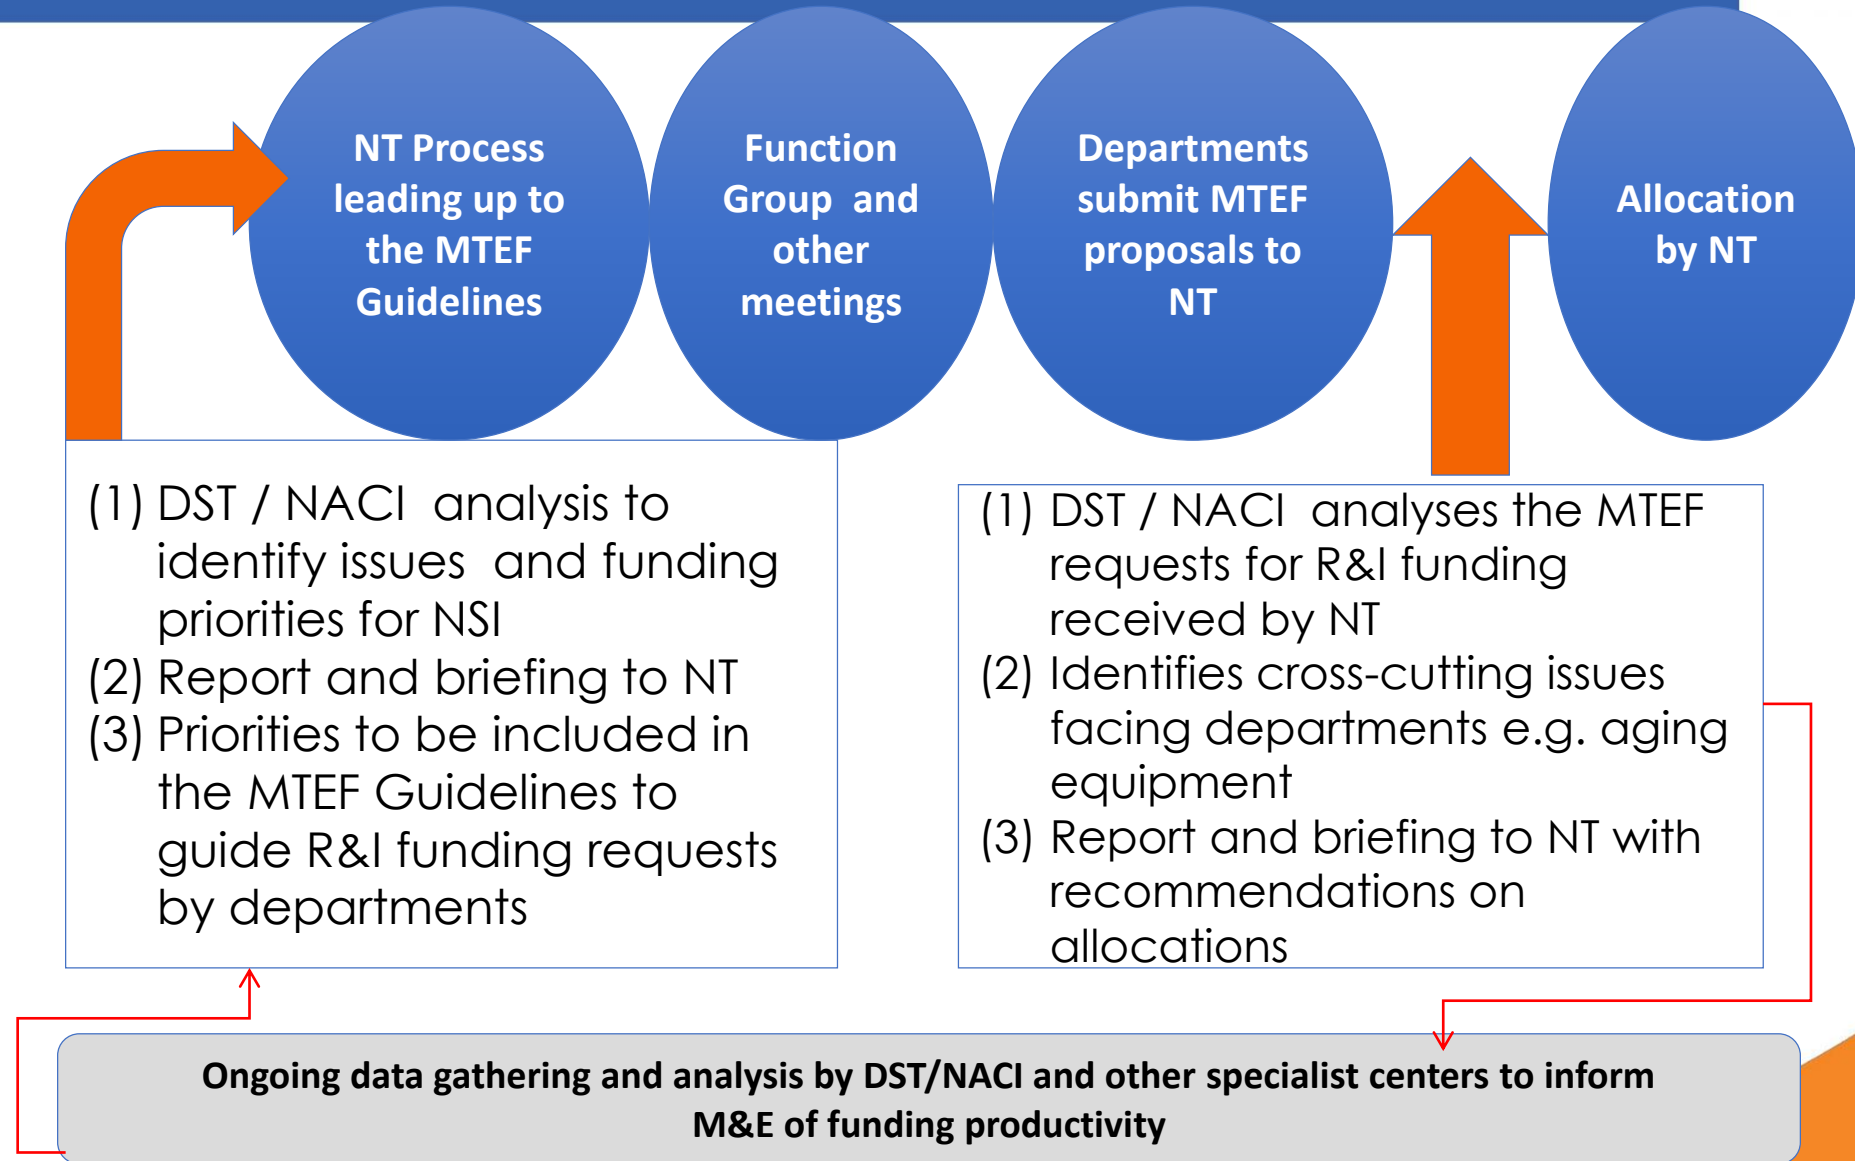 NT Process
leading up to
the MTEF
Guidelines
Function
Group and
other
meetings
Departments
submit MTEF
proposals to
NT
Allocation
by NT
(1) DST / NACI analysis to
identify issues and funding
priorities for NSI
(2) Report and briefing to NT
(3) Priorities to be included in
the MTEF Guidelines to
guide R&I funding requests
by departments
(1) DST / NACI analyses the MTEF
requests for R&I funding
received by NT
(2) Identifies cross-cutting issues
facing departments e.g. aging
equipment
(3) Report and briefing to NT with
recommendations on
allocations
Ongoing data gathering and analysis by DST/NACI and other specialist centers to inform
M&E of funding productivity